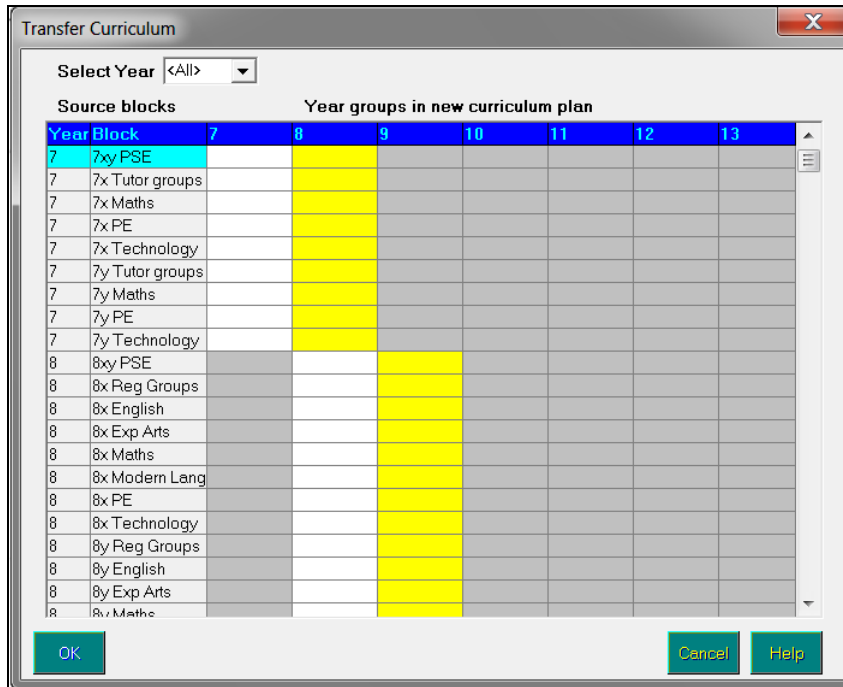 Transfer Curriculum
Select Year <All>
Source blocks Year groups in new curriculum plan
Year Block 7 8 9 10 11 12 13
7 7xy PSE
7 7x Tutor groups
7 7x Maths
7 7x PE
7 7x Technology
7 7y Tutor groups
7 7y Maths
7 7y PE
7 7y Technology
8 8xy PSE
8 8x Reg Groups
8 8x English
8 8x Exp Arts
8 8x Maths
8 8x Modern Lang
8 8x PE
8 8x Technology
8 8y Reg Groups
8 8y English
8 8y Exp Arts
8 8y Maths
OK Cancel Help